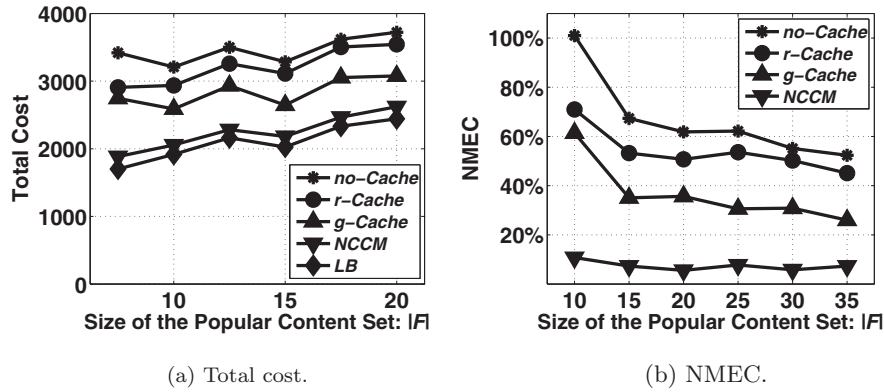 4000
3000
2000
1000
0
Total Cost
no-Cache
r-Cache
g-Cache
NCCM
LB
10
15
20
Size of the Popular Content Set: |F|
(a) Total cost.
100%
80%
60%
40%
20%
NMEC
no-Cache
r-Cache
g-Cache
NCCM
10
15
20
25
30
35
Size of the Popular Content Set: |F|
(b) NMEC.